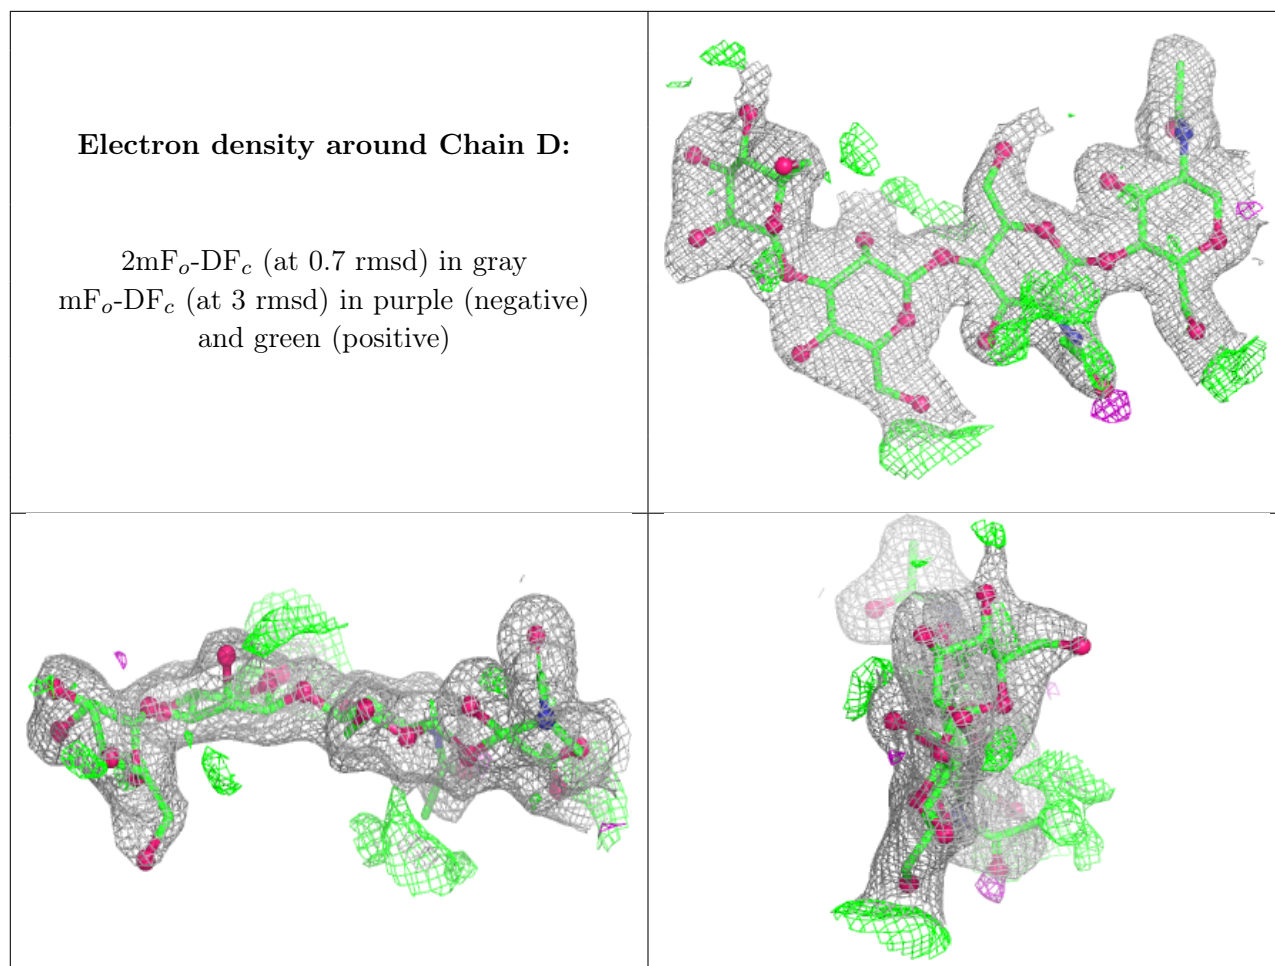 Electron density around Chain D:
2mFₒ-DF𝒸 (at 0.7 rmsd) in gray
mFₒ-DF𝒸 (at 3 rmsd) in purple (negative)
and green (positive)